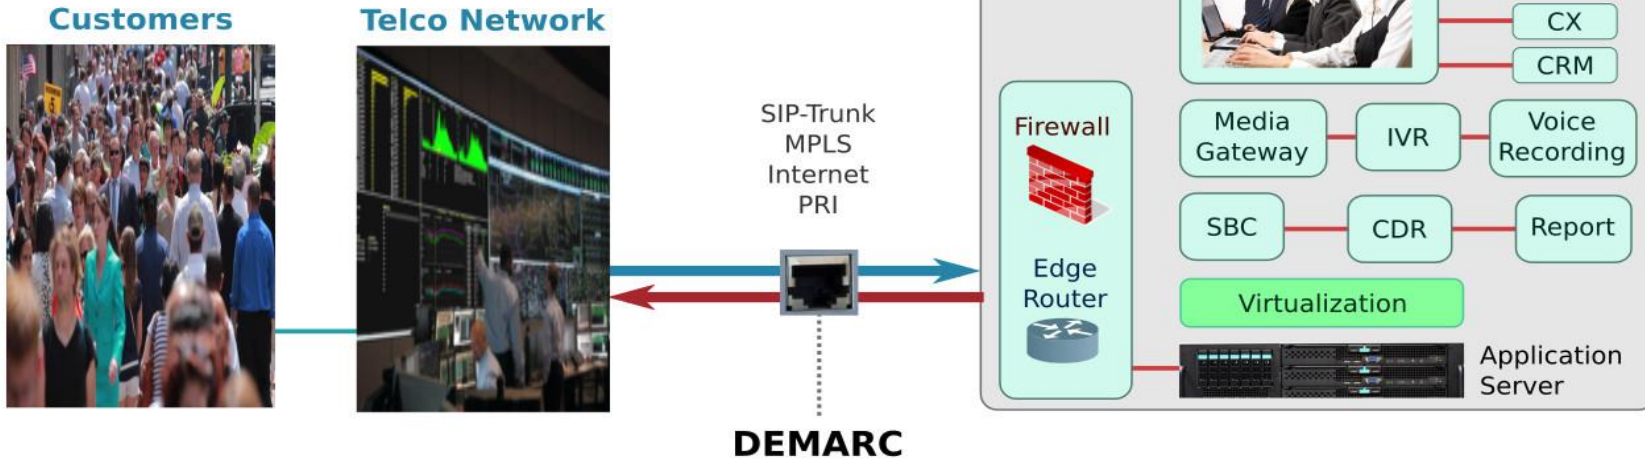 Customers
Telco Network
SIP-Trunk
MPLS
Internet
PRI
DEMARC
Firewall
Edge
Router
CX
CRM
Media
Gateway
IVR
Voice
Recording
SBC
CDR
Report
Virtualization
Application
Server